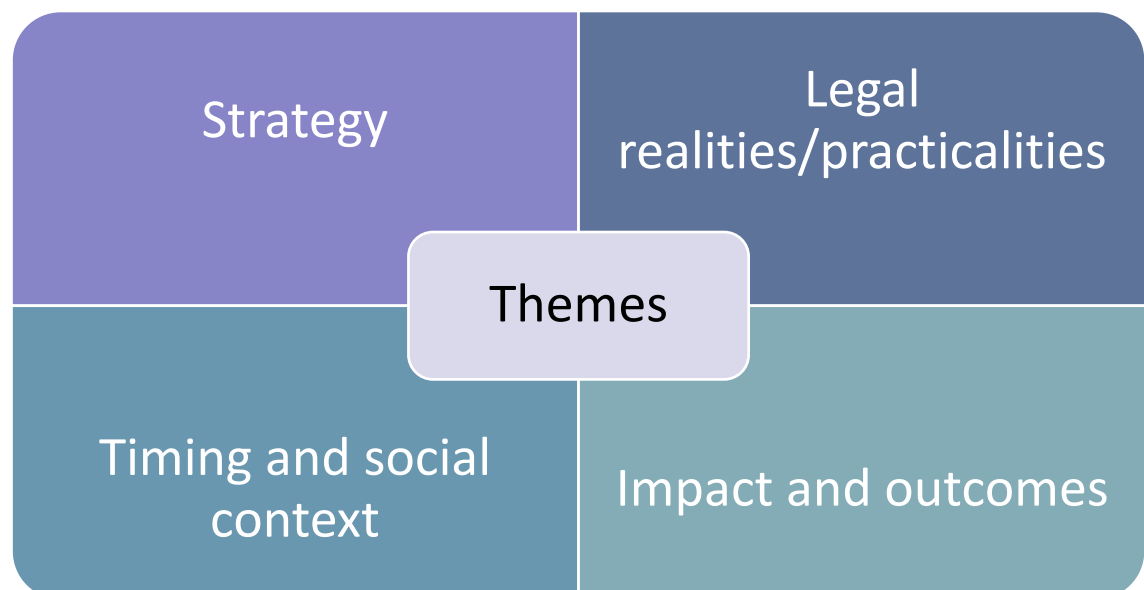 Strategy
Legal
realities/practicalities
Themes
Timing and social
context
Impact and outcomes